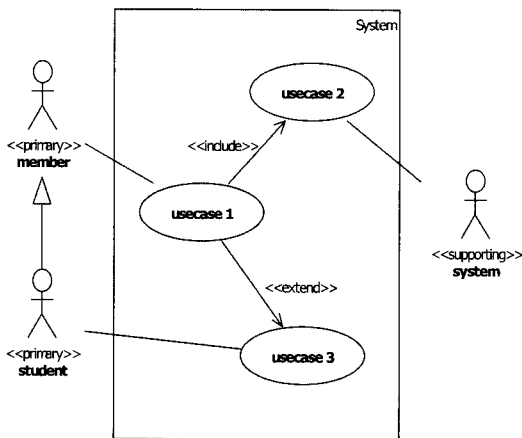 System
usecase 2
<<include>>
<<primary>>
member
usecase 1
<<supporting>>
system
<<extend>>
<<primary>>
student
usecase 3